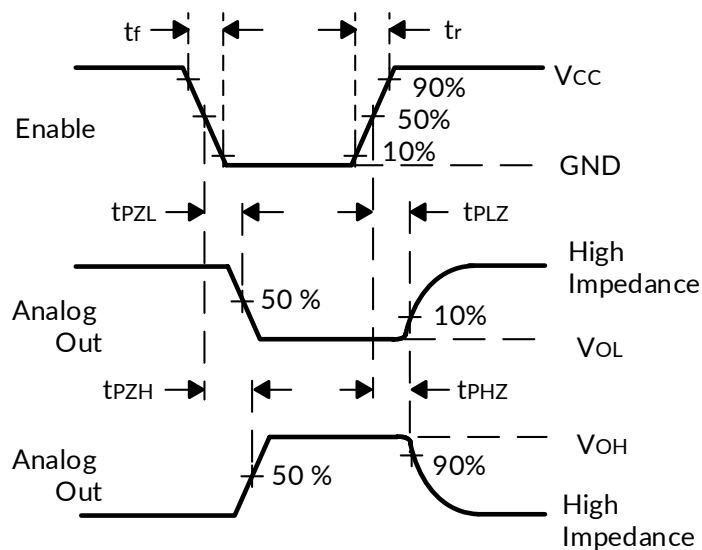 tf
tr
VCC
90%
Enable
50%
10%
GND
tPZL
tPLZ
High
Impedance
50 %
Analog
Out
10%
VOL
tPZH
tPHZ
VOH
Analog
Out
50 %
90%
High
Impedance